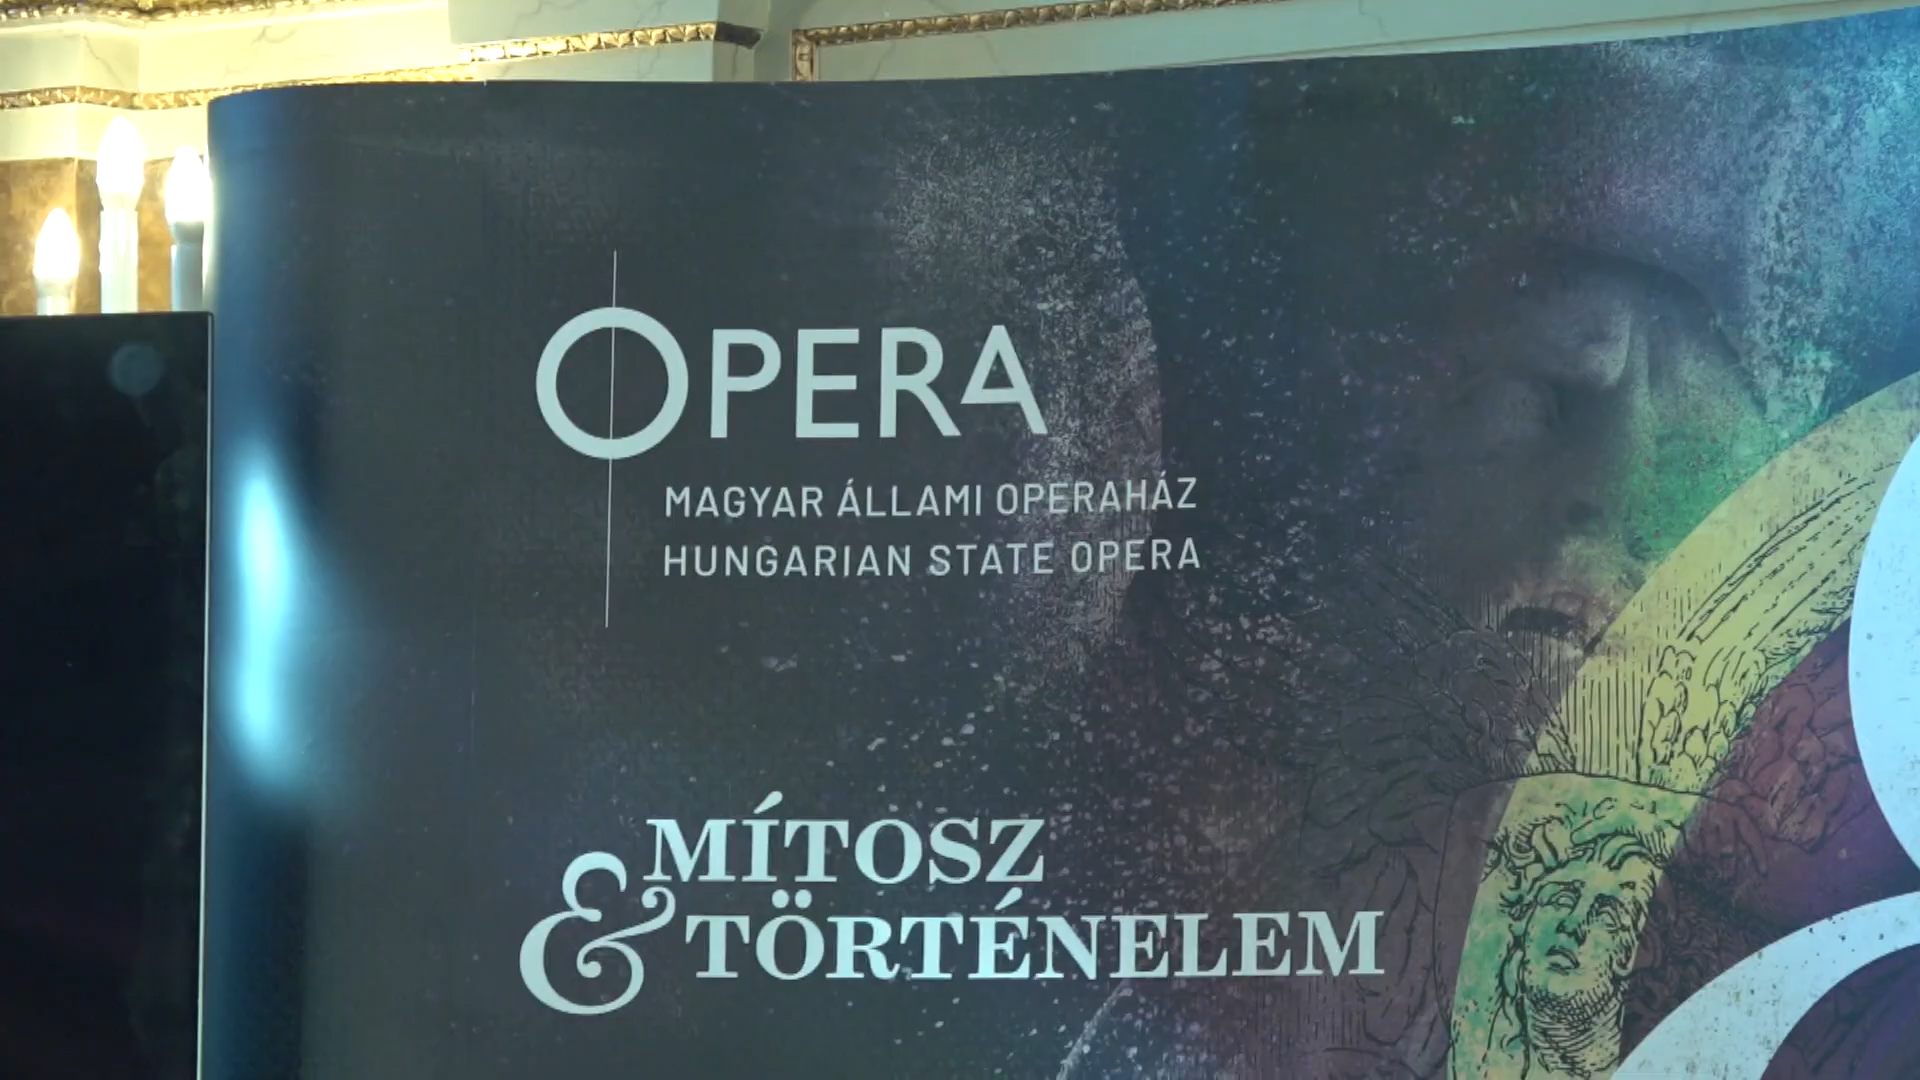 OPERA
MAGYAR ÁLLAMI OPERAHÁZ
HUNGARIAN STATE OPERA
MÍTOSZ
& TÖRTÉNELEM